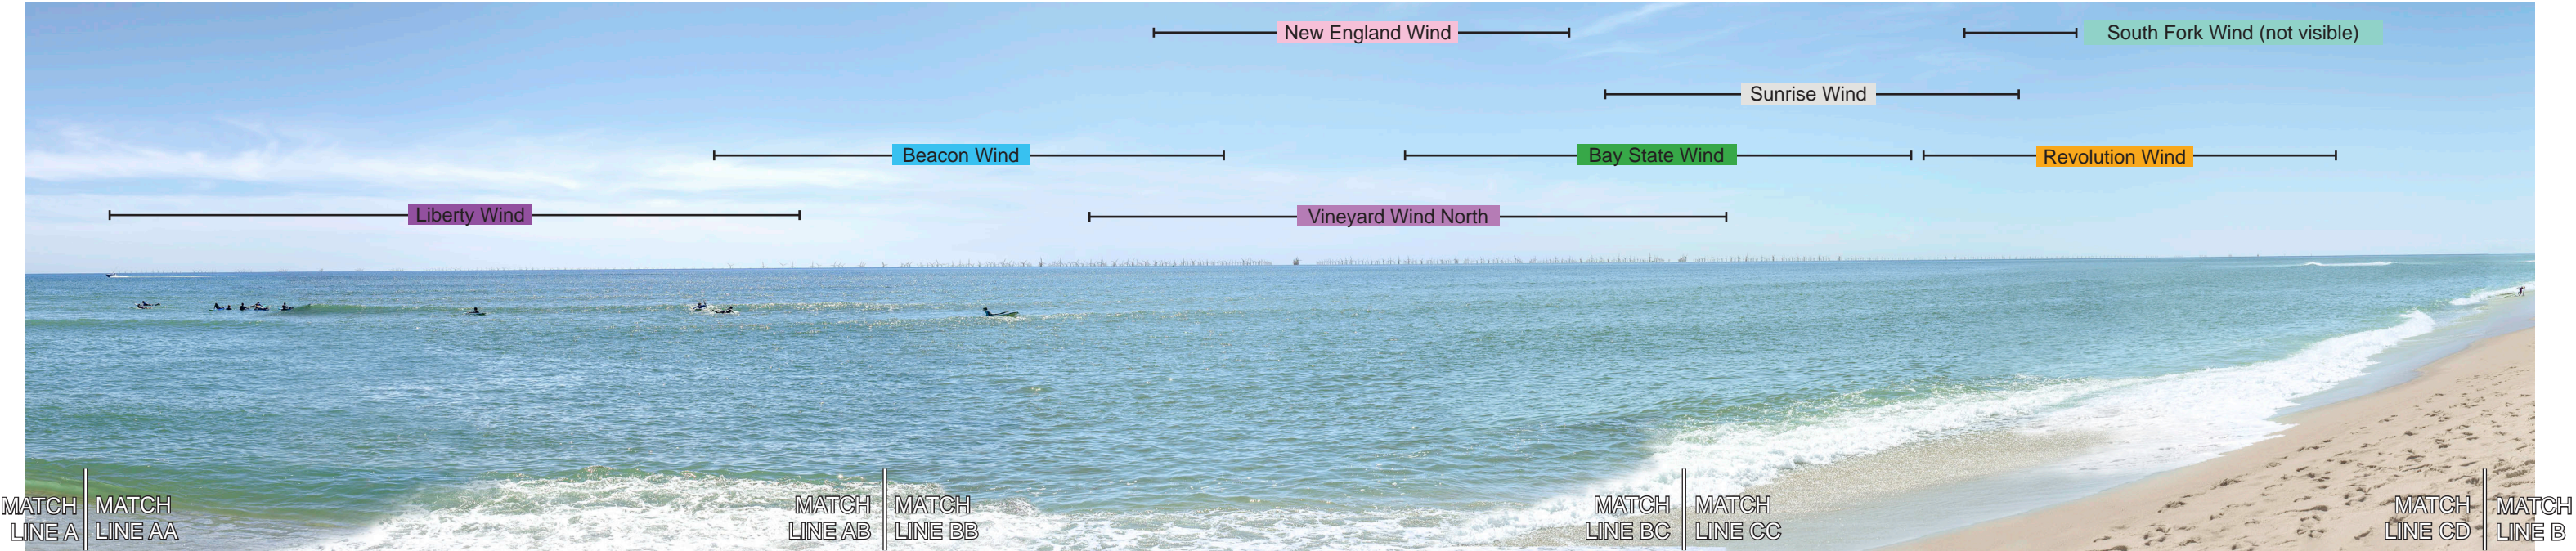 New England Wind
South Fork Wind (not visible)
Sunrise Wind
Beacon Wind
Bay State Wind
Revolution Wind
Liberty Wind
Vineyard Wind North
MATCH
LINE A
MATCH
LINE AA
MATCH
LINE AB
MATCH
LINE BB
MATCH
LINE BC
MATCH
LINE CC
MATCH
LINE CD
MATCH
LINE B